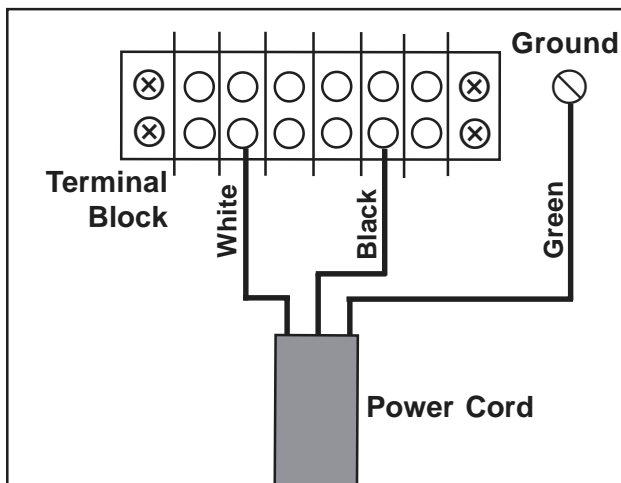 Ground
Terminal
Block
White
Black
Green
Power Cord